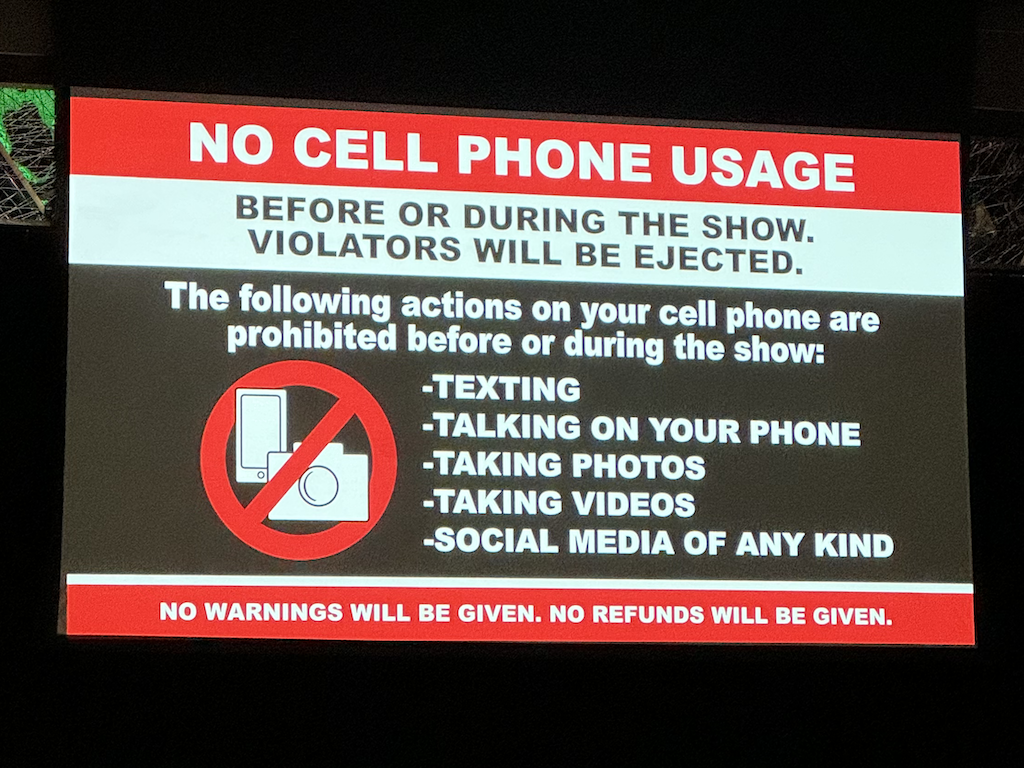 NO CELL PHONE USAGE
BEFORE OR DURING THE SHOW.
VIOLATORS WILL BE EJECTED.
The following actions on your cell phone are
prohibited before or during the show:
-TEXTING
-TALKING ON YOUR PHONE
-TAKING PHOTOS
-TAKING VIDEOS
-SOCIAL MEDIA OF ANY KIND
NO WARNINGS WILL BE GIVEN. NO REFUNDS WILL BE GIVEN.